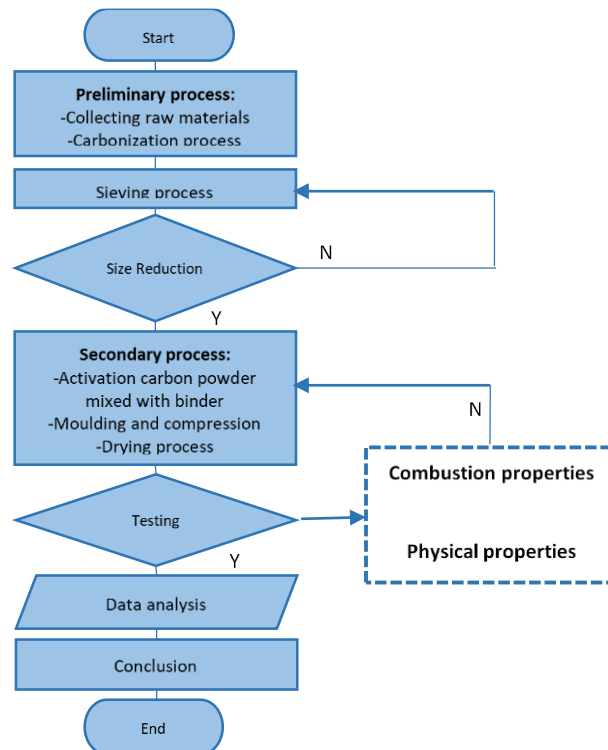 Start
Preliminary process:
-Collecting raw materials
-Carbonization process
Sieving process
Size Reduction
N
Y
Secondary process:
-Activation carbon powder
mixed with binder
-Moulding and compression
-Drying process
N
Combustion properties
Physical properties
Testing
Y
Data analysis
Conclusion
End